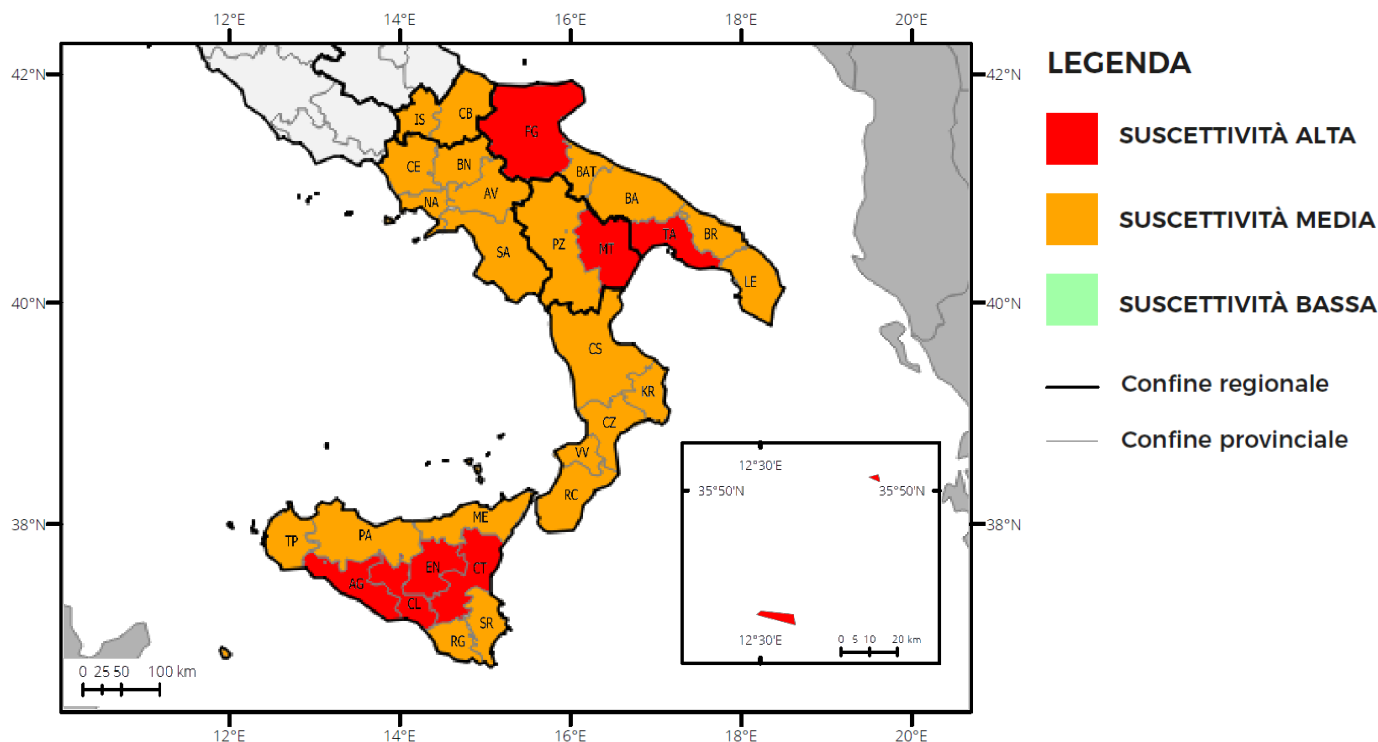 12°E 14°E 16°E 18°E 20°E
42°N 42°N
LEGENDA
SUSCETTIVITÀ ALTA
SUSCETTIVITÀ MEDIA
SUSCETTIVITÀ BASSA
Confine regionale
Confine provinciale
IS CB FG
CE BN BAT
NA AV BA
SA PZ MT TA BR
LE
40°N 40°N
CS
KR
CZ
VV
RC
38°N 38°N
TP PA ME
AG EN CT
CL
RG SR
12°30'E
35°50'N 35°50'N
12°30'E
0 5 10 20 km
0 25 50 100 km
12°E 14°E 16°E 18°E 20°E